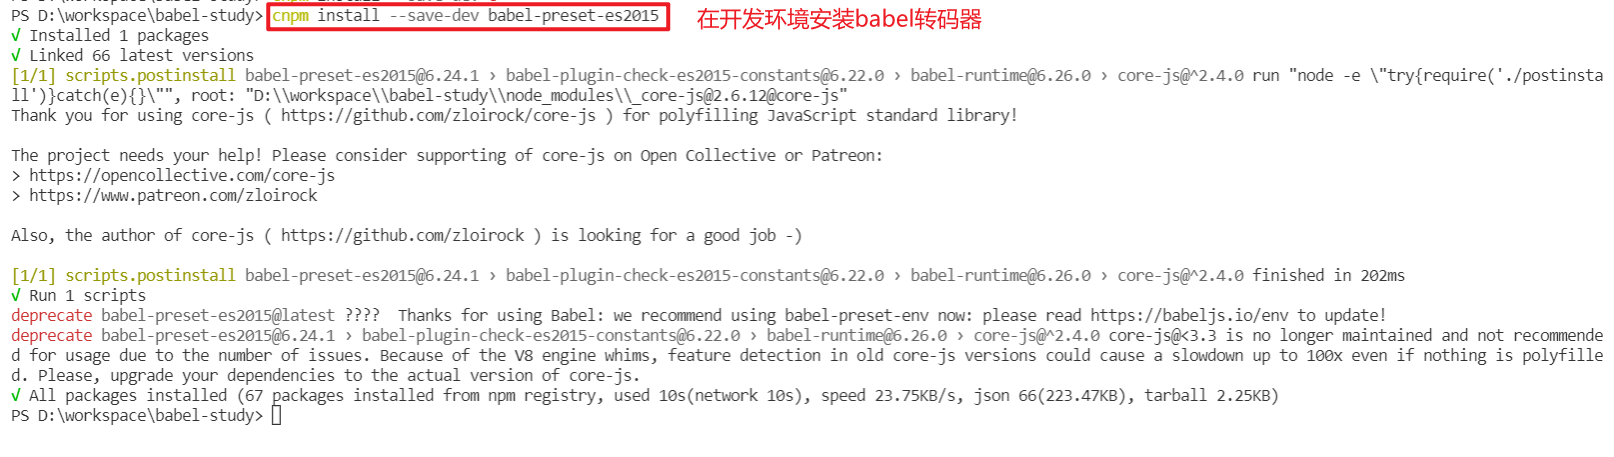 PS D:\workspace\babel-study> cnpm install --save-dev babel-preset-es2015 在开发环境安装babel转码器
√ Installed 1 packages
√ Linked 66 latest versions
[1/1] scripts.postinstall babel-preset-es2015@6.24.1 › babel-plugin-check-es2015-constants@6.22.0 › babel-runtime@6.26.0 › core-js@^2.4.0 run "node -e \"try{require('./postinsta
ll')}catch(e){}\"", root: "D:\\workspace\\babel-study\\node_modules\\_core-js@2.6.12@core-js"
Thank you for using core-js ( https://github.com/zloirock/core-js ) for polyfilling JavaScript standard library!
The project needs your help! Please consider supporting of core-js on Open Collective or Patreon:
> https://opencollective.com/core-js
> https://www.patreon.com/zloirock
Also, the author of core-js ( https://github.com/zloirock ) is looking for a good job -)
[1/1] scripts.postinstall babel-preset-es2015@6.24.1 › babel-plugin-check-es2015-constants@6.22.0 › babel-runtime@6.26.0 › core-js@^2.4.0 finished in 202ms
√ Run 1 scripts
deprecate babel-preset-es2015@latest ????  Thanks for using Babel: we recommend using babel-preset-env now: please read https://babeljs.io/env to update!
deprecate babel-preset-es2015@6.24.1 › babel-plugin-check-es2015-constants@6.22.0 › babel-runtime@6.26.0 › core-js@^2.4.0 core-js@<3.3 is no longer maintained and not recommende
d for usage due to the number of issues. Because of the V8 engine whims, feature detection in old core-js versions could cause a slowdown up to 100x even if nothing is polyfille
d. Please, upgrade your dependencies to the actual version of core-js.
√ All packages installed (67 packages installed from npm registry, used 10s(network 10s), speed 23.75KB/s, json 66(223.47KB), tarball 2.25KB)
PS D:\workspace\babel-study>